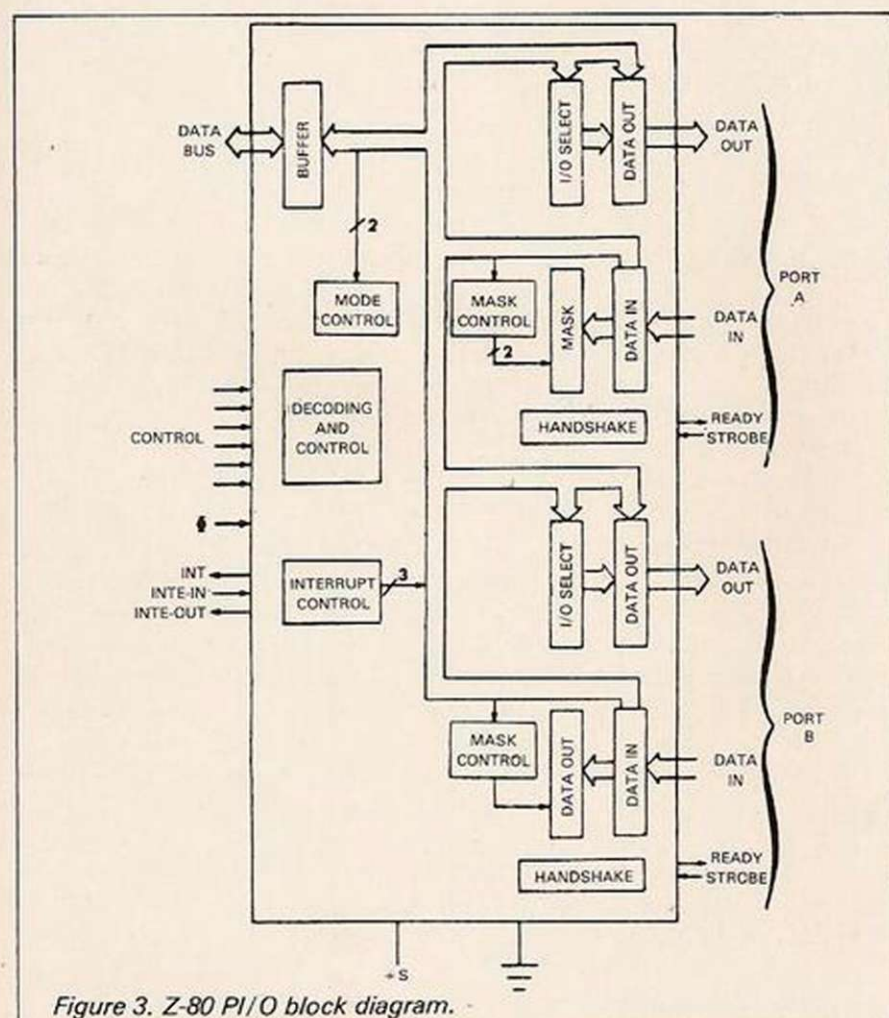 DATA
BUS
BUFFER
2
MODE
CONTROL
I/O SELECT
DATA OUT
DATA
OUT
MASK
CONTROL
2
MASK
DATA IN
DATA
IN
PORT
A
HANDSHAKE
READY
STROBE
DECODING
AND
CONTROL
CONTROL
Φ
INT
INTE-IN
INTE-OUT
INTERRUPT
CONTROL
3
I/O SELECT
DATA OUT
DATA
OUT
MASK
CONTROL
DATA OUT
DATA IN
DATA
IN
PORT
B
HANDSHAKE
READY
STROBE
+S
Figure 3. Z-80 PI/O block diagram.